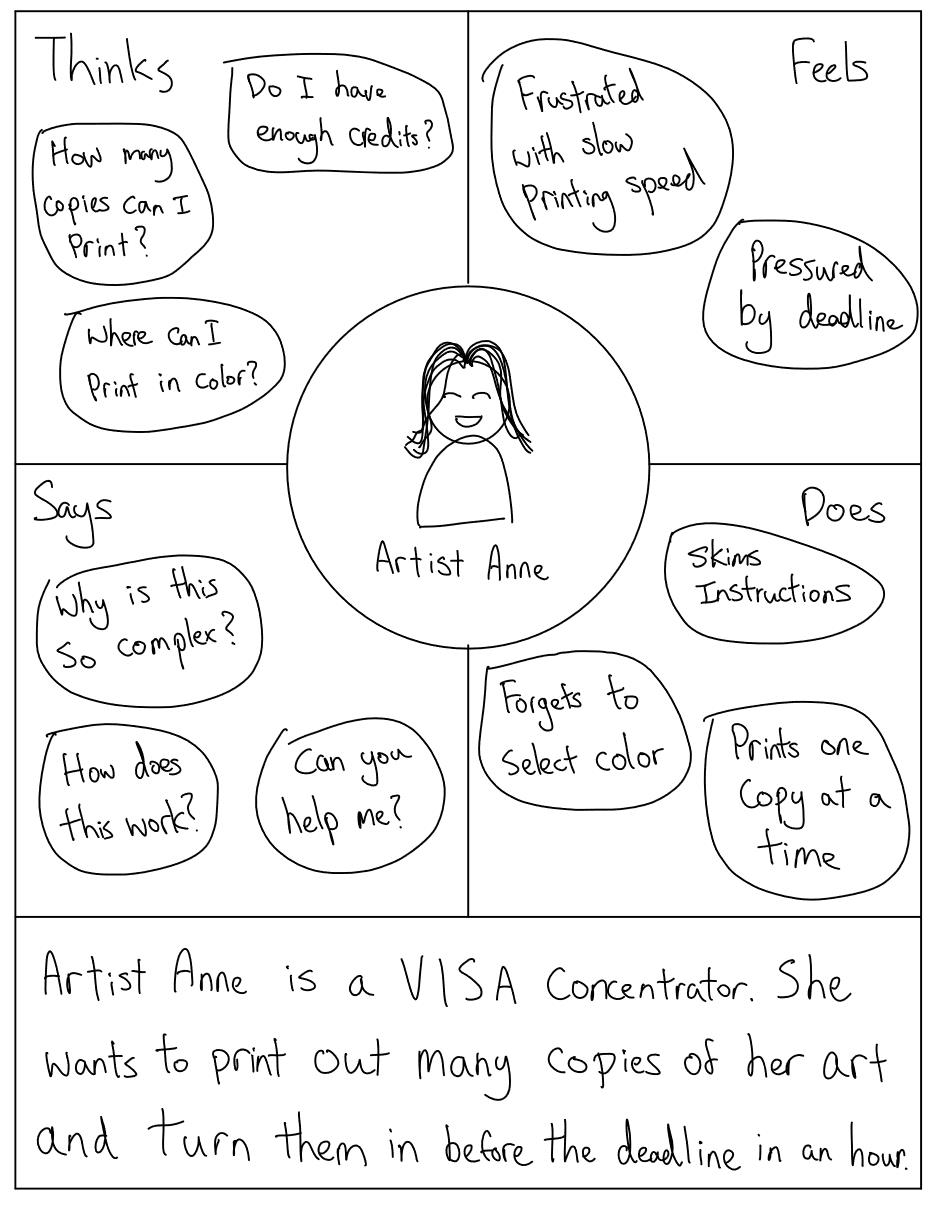 Thinks
Do I have
enough credits?
How many
copies can I
Print?
Where can I
Print in color?
Feels
Frustrated
with slow
Printing speed
Pressured
by deadline
Artist Anne
Says
Why is this
So complex?
How does
this work?
Can you
help me?
Does
Skims
Instructions
Forgets to
Select color
Prints one
Copy at a
time
Artist Anne is a VISA Concentrator. She
wants to print out many copies of her art
and turn them in before the deadline in an hour.